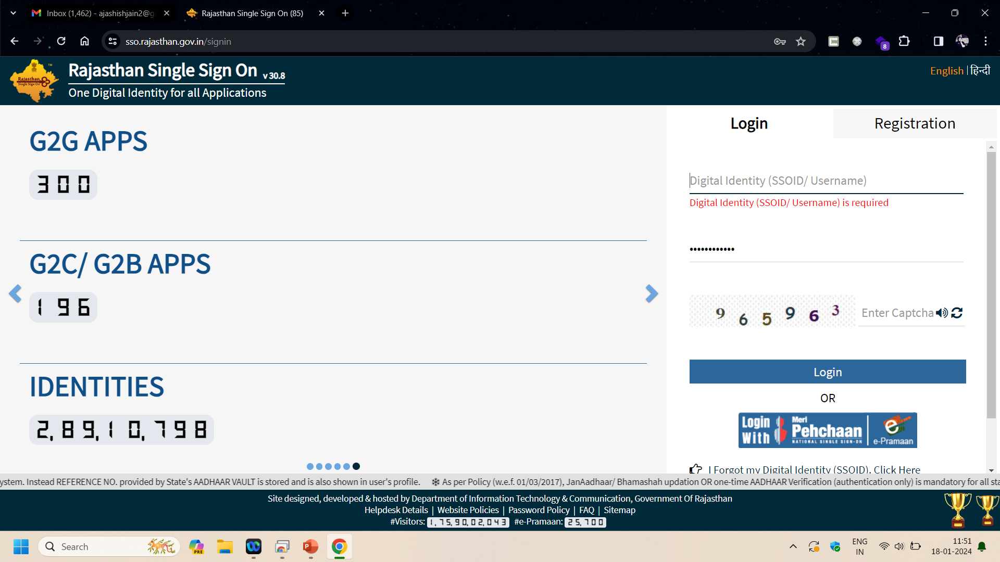 Inbox (1,462) - ajashishjain2@g
Rajasthan Single Sign On (85)
sso.rajasthan.gov.in/signin
8
Rajasthan
Single Sign On
TM
Rajasthan Single Sign On v 30.8
One Digital Identity for all Applications
English | हिन्दी
G2G APPS
300
G2C/ G2B APPS
196
IDENTITIES
2,89,10,798
Login
Registration
Digital Identity (SSOID/ Username)
Digital Identity (SSOID/ Username) is required
••••••••••••
9 6 5 9 6 3
Enter Captcha
Login
OR
Login With
Meri Pehchaan
NATIONAL SINGLE SIGN-ON
e-Pramaan
I Forgot my Digital Identity (SSOID). Click Here
ystem. Instead REFERENCE NO. provided by State's AADHAAR VAULT is stored and is also shown in user's profile. ❄ As per Policy (w.e.f. 01/03/2017), JanAadhaar/ Bhamashah updation OR one-time AADHAAR Verification (authentication only) is mandatory for all sta
Site designed, developed & hosted by Department of Information Technology & Communication, Government Of Rajasthan
Helpdesk Details | Website Policies | Password Policy | FAQ | Sitemap
#Visitors: 1,75,90,02,043 #e-Pramaan: 25,700
Search
PRE
P
ENG
IN
11:51
18-01-2024